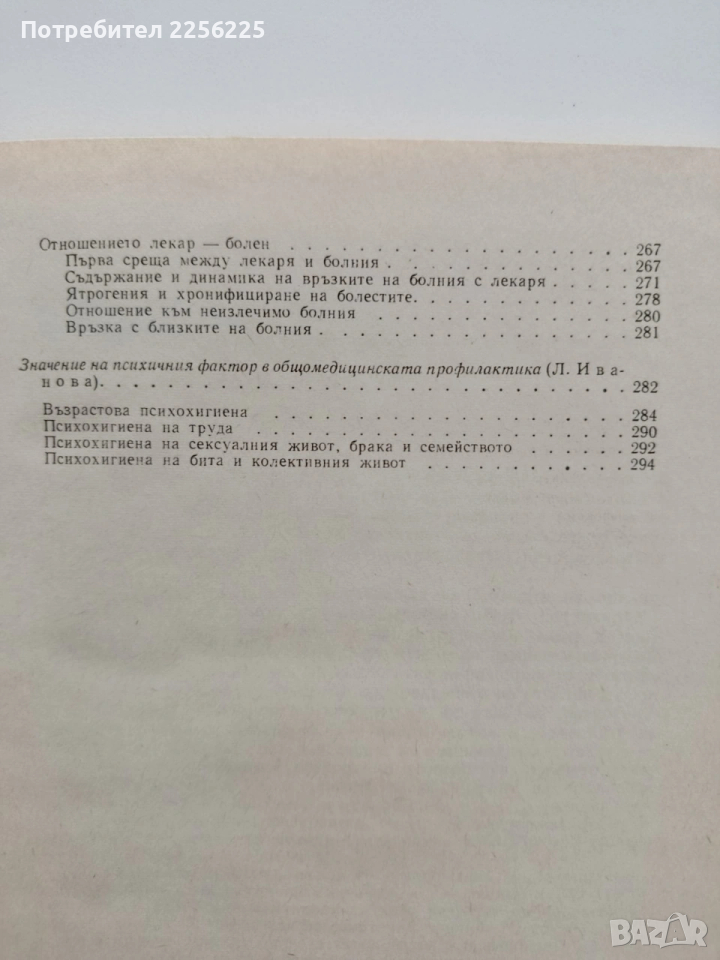 Потребител 2256225
Отношението лекар — болен . . . . . . . . . . . . . . . . . . . . 267
Първа среща между лекаря и болния . . . . . . . . . . . . . . . 267
Съдържание и динамика на връзките на болния с лекаря . . . . . . 271
Ятрогения и хронифициране на болестите. . . . . . . . . . . . . . 278
Отношение към неизлечимо болния . . . . . . . . . . . . . . . . 280
Връзка с близките на болния . . . . . . . . . . . . . . . . . . . 281
Значение на психичния фактор в общомедицинската профилактика (Л. Ива-
нова). . . . . . . . . . . . . . . . . . . . . . . . . . . . . . 282
Възрастова психохигиена . . . . . . . . . . . . . . . . . . . . . 284
Психохигиена на труда . . . . . . . . . . . . . . . . . . . . . . 290
Психохигиена на сексуалния живот, брака и семейството . . . . . . 292
Психохигиена на бита и колективния живот . . . . . . . . . . . . 294
BAZAR